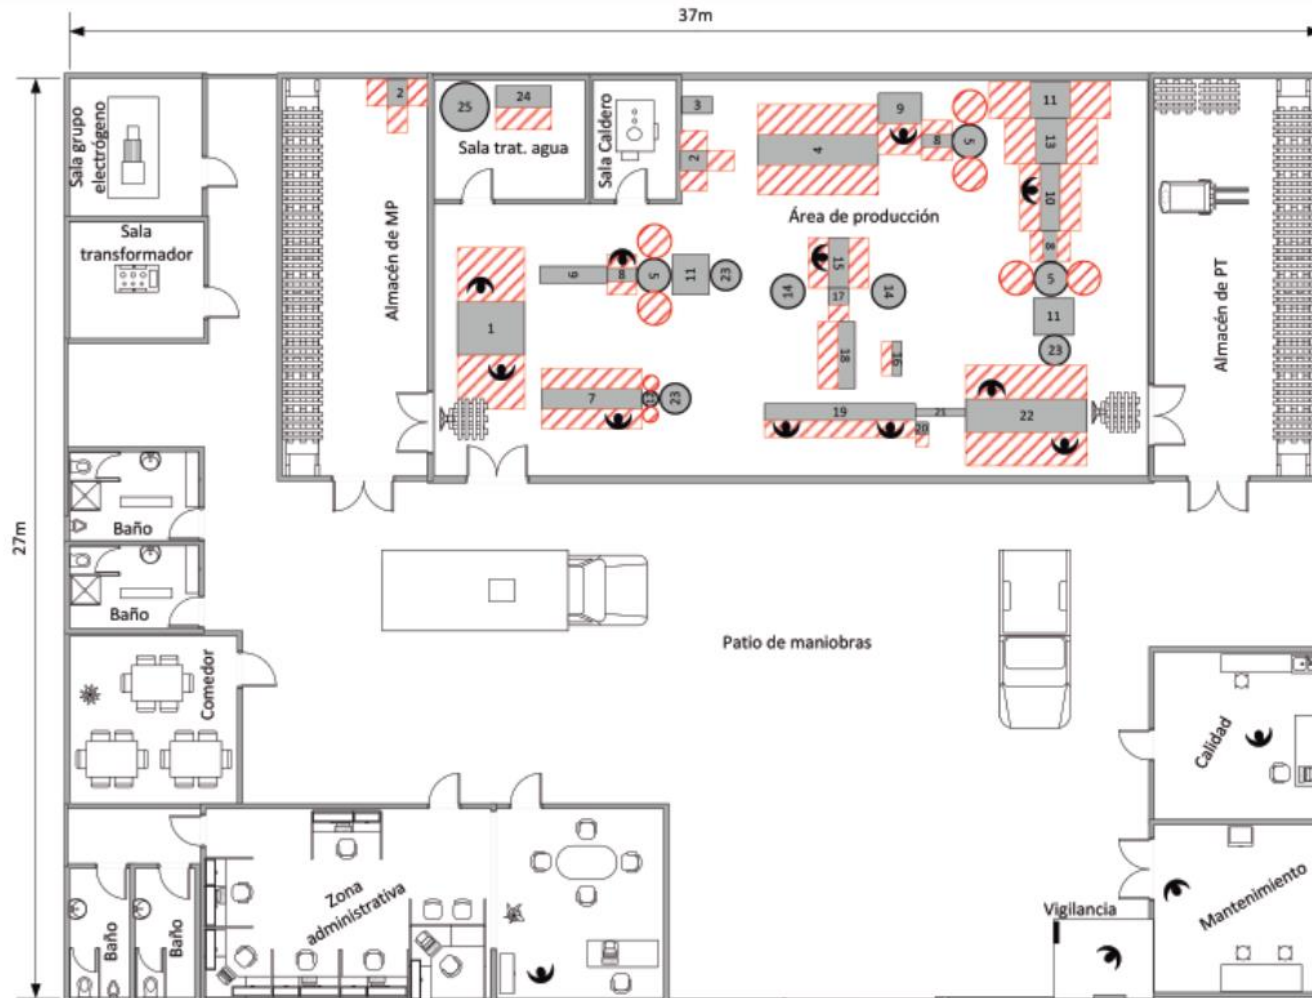 37m
27m
Sala grupo
electrógeno
Sala
transformador
Almacén de MP
2
25
24
Sala trat. agua
Sala Caldero
3
2
4
9
8
5
11
13
10
8
5
11
23
Área de producción
Almacén de PT
1
6
8
5
11
23
14
15
17
14
18
16
7
12
23
19
21
20
22
Baño
Baño
Comedor
Patio de maniobras
Calidad
Mantenimiento
Vigilancia
Zona
administrativa
Baño
Baño